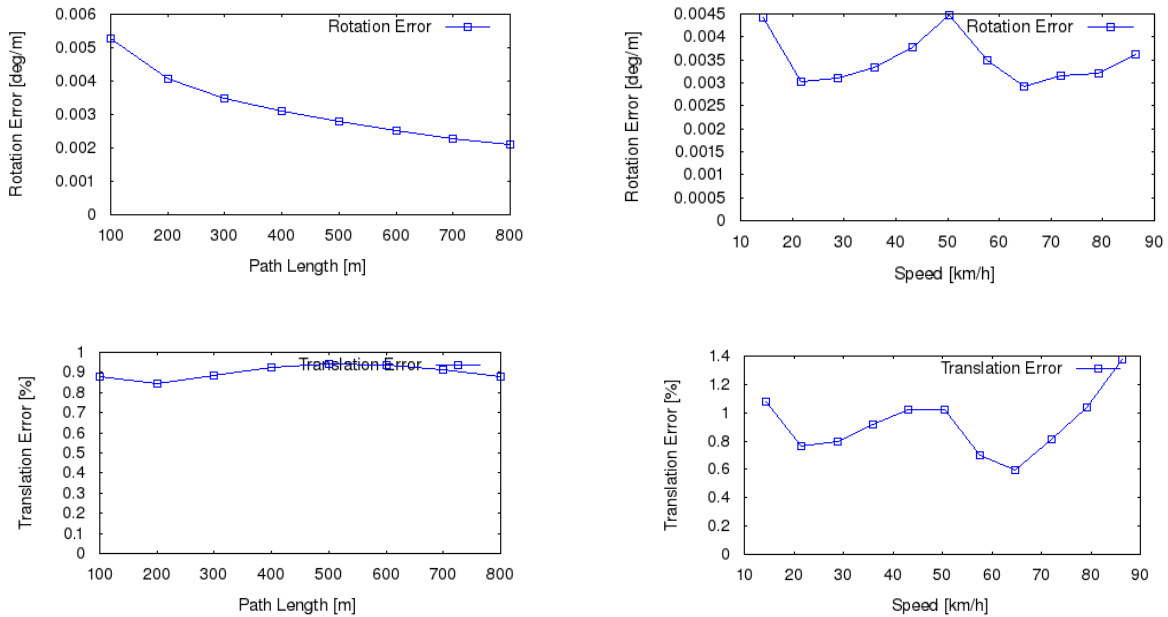 Rotation Error [deg/m]
0.006
0.005
0.004
0.003
0.002
0.001
0
Rotation Error
100 200 300 400 500 600 700 800
Path Length [m]
Rotation Error [deg/m]
0.0045
0.004
0.0035
0.003
0.0025
0.002
0.0015
0.001
0.0005
0
Rotation Error
10 20 30 40 50 60 70 80 90
Speed [km/h]
Translation Error [%]
1
0.9
0.8
0.7
0.6
0.5
0.4
0.3
0.2
0.1
0
Translation Error
100 200 300 400 500 600 700 800
Path Length [m]
Translation Error [%]
1.4
1.2
1
0.8
0.6
0.4
0.2
0
Translation Error
10 20 30 40 50 60 70 80 90
Speed [km/h]